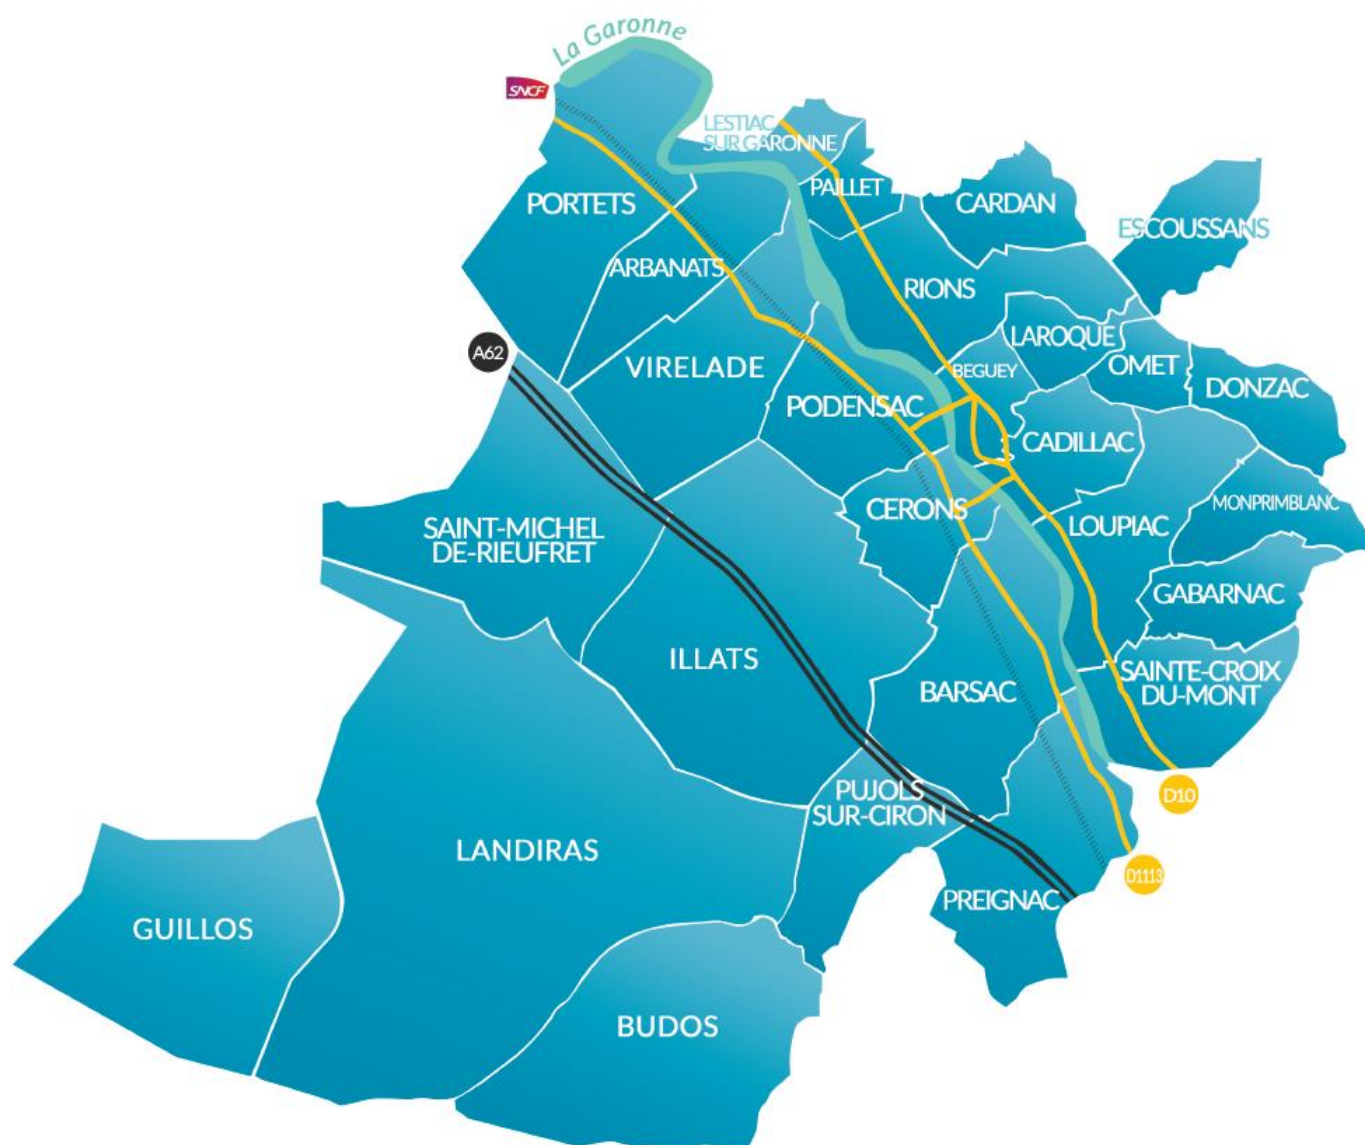 La Garonne
SNCF
LESTIAC
SUR GARONNE
PAILLET
CARDAN
PORTETS
ESCOUSSANS
ARBANATS
RIONS
LAROQUE
A62
VIRELADE
BEGUEY
OMET
DONZAC
PODENSAC
CADILLAC
CERONS
MONPRIMBLANC
SAINT-MICHEL
DE-RIEUFRET
LOUPIAC
GABARNAC
ILLATS
BARSAC
SAINTE-CROIX
DU-MONT
PUJOLS
SUR-CIRON
D10
LANDIRAS
D1113
PREIGNAC
GUILLOS
BUDOS